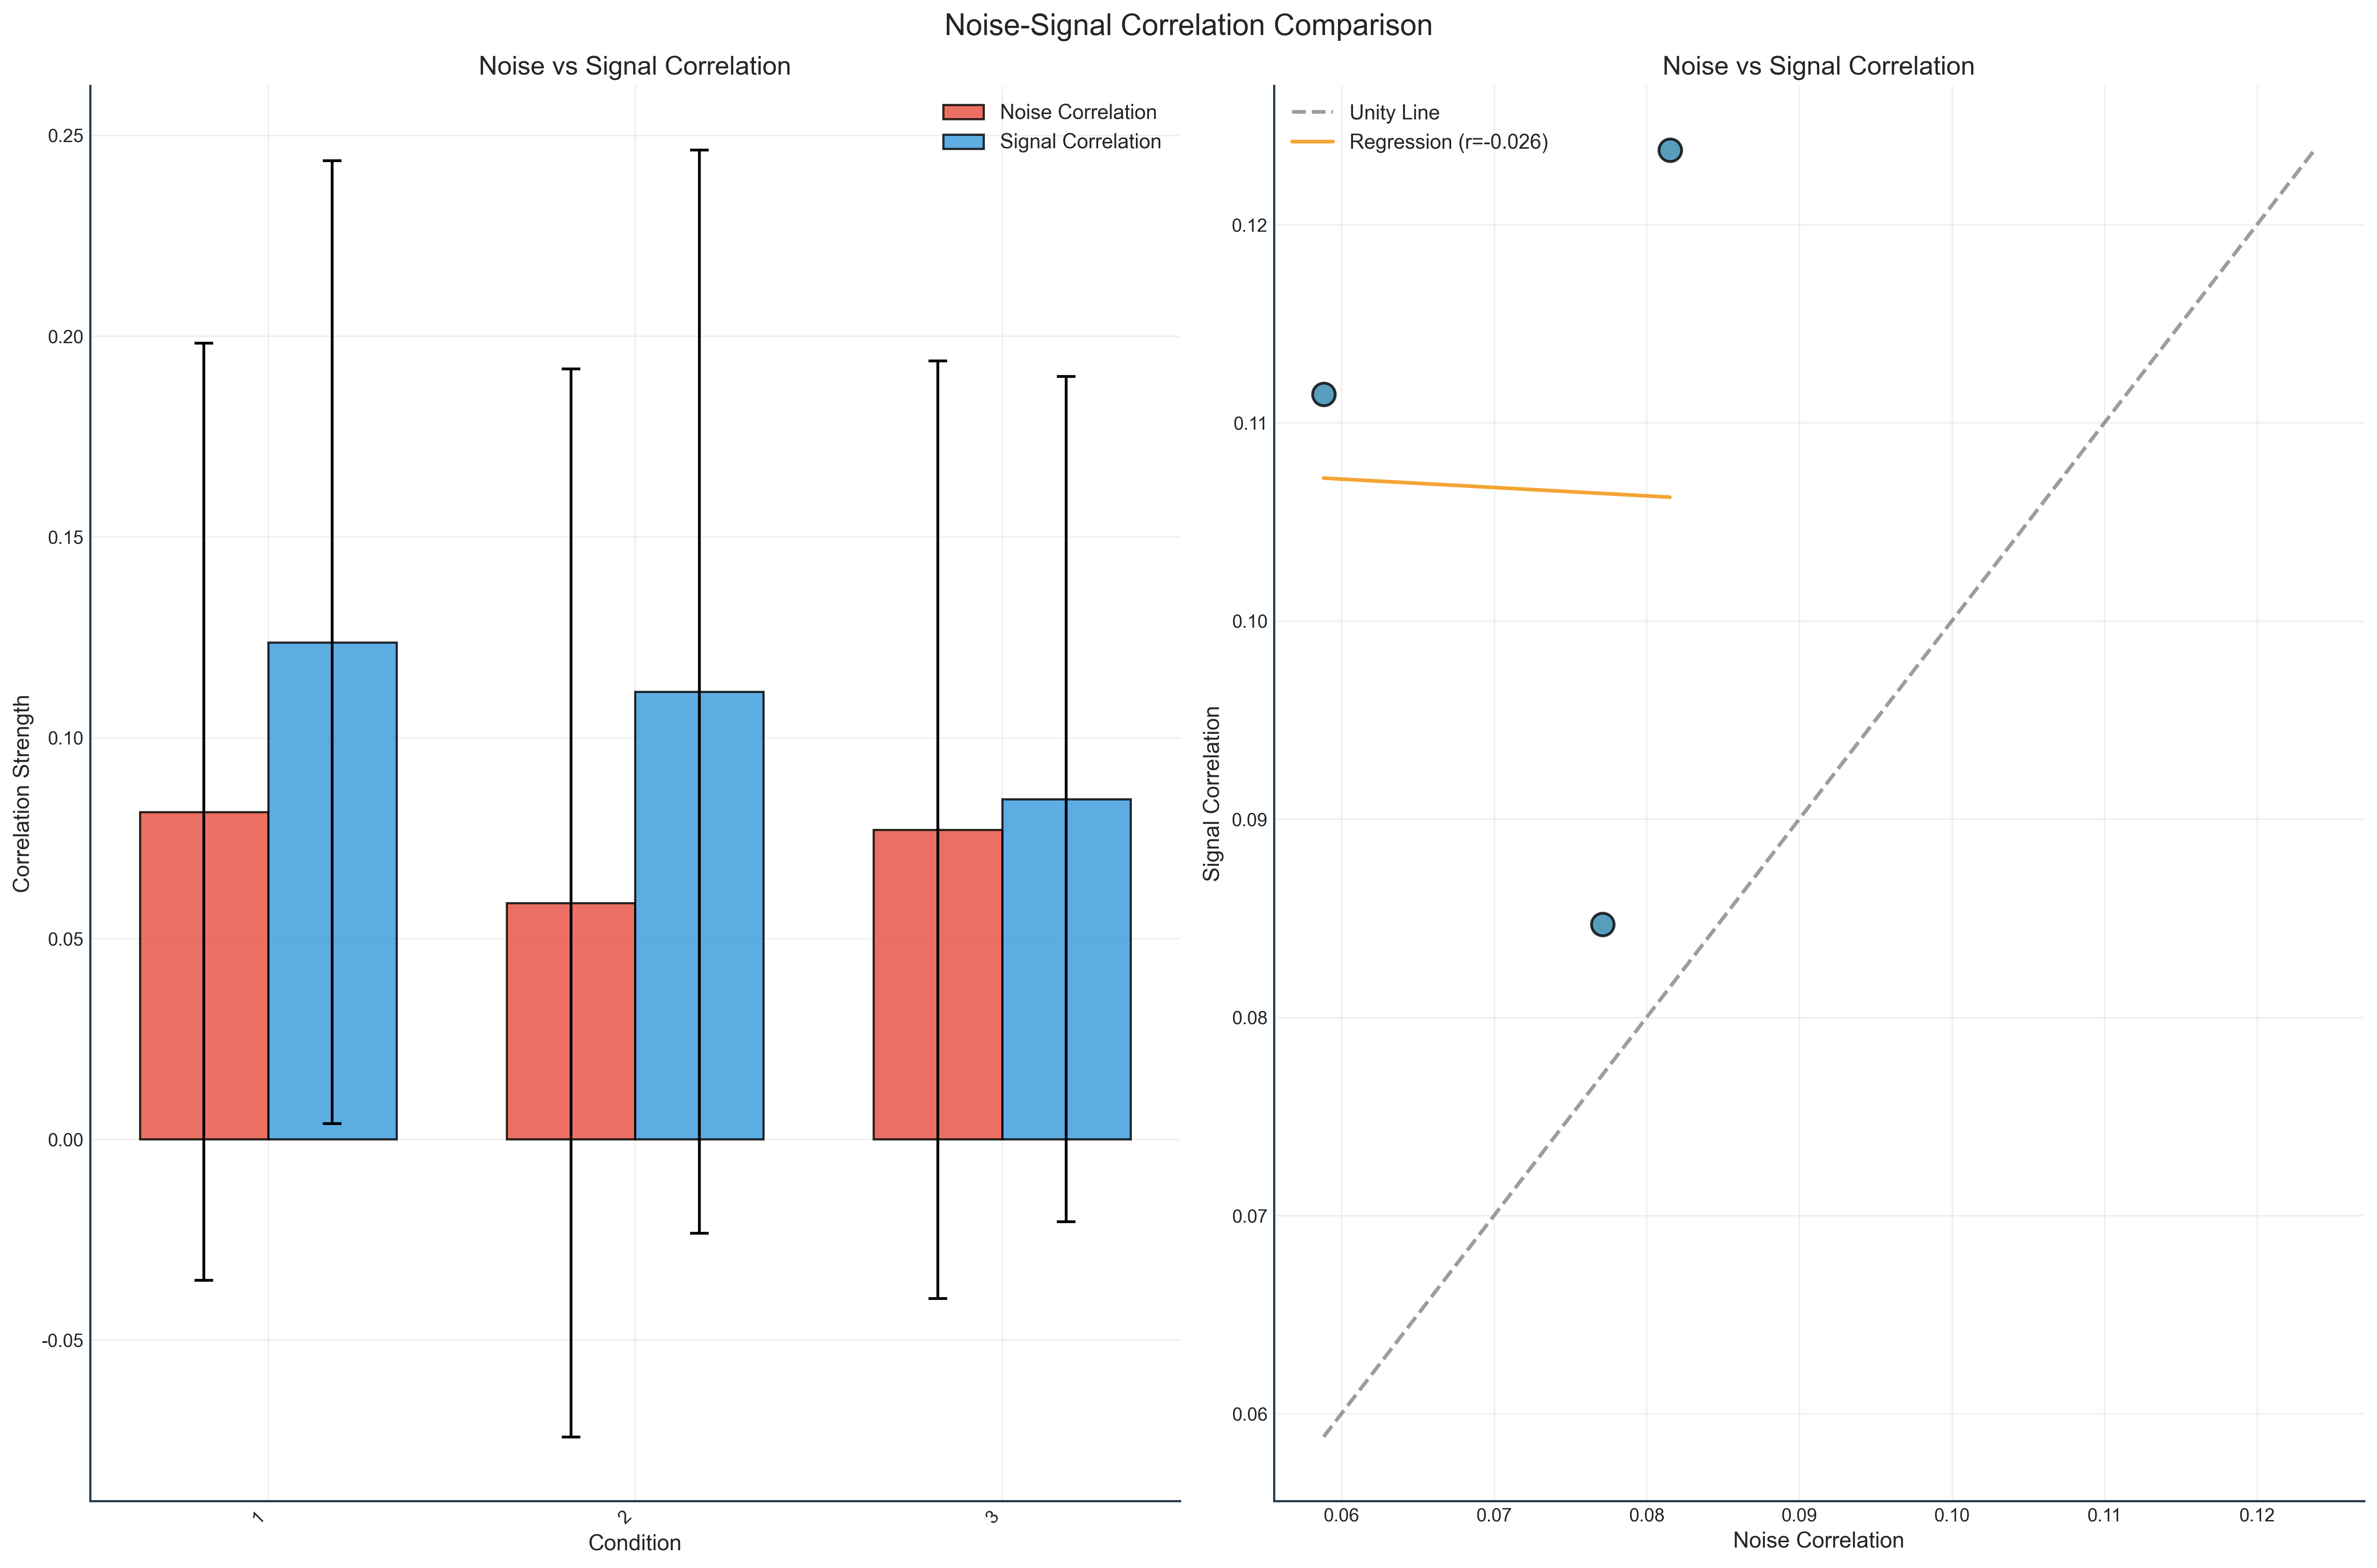 Noise-Signal Correlation Comparison
Noise vs Signal Correlation
Noise Correlation
Signal Correlation
0.25
0.20
0.15
0.10
0.05
0.00
-0.05
Correlation Strength
1
2
3
Condition
Noise vs Signal Correlation
Unity Line
Regression (r=-0.026)
0.12
0.11
0.10
0.09
0.08
0.07
0.06
Signal Correlation
0.06
0.07
0.08
0.09
0.10
0.11
0.12
Noise Correlation